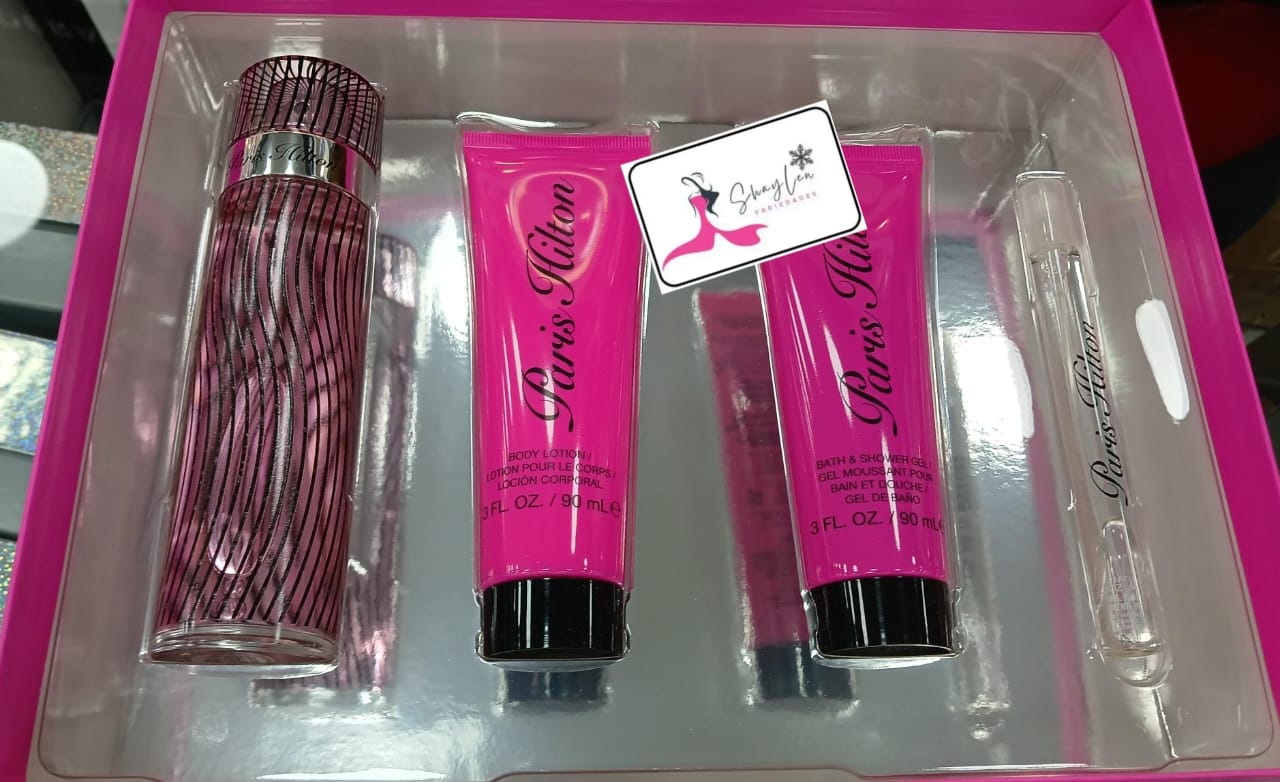 Paris Hilton
Paris Hilton
BODY LOTION /
LOTION POUR LE CORPS /
LOCIÓN CORPORAL
3 FL. OZ. / 90 mL℮
ShayLen
VARIEDADES
Paris Hilton
BATH & SHOWER GEL /
GEL MOUSSANT POUR
BAIN ET DOUCHE /
GEL DE BAÑO
3 FL. OZ. / 90 mL℮
Paris Hilton